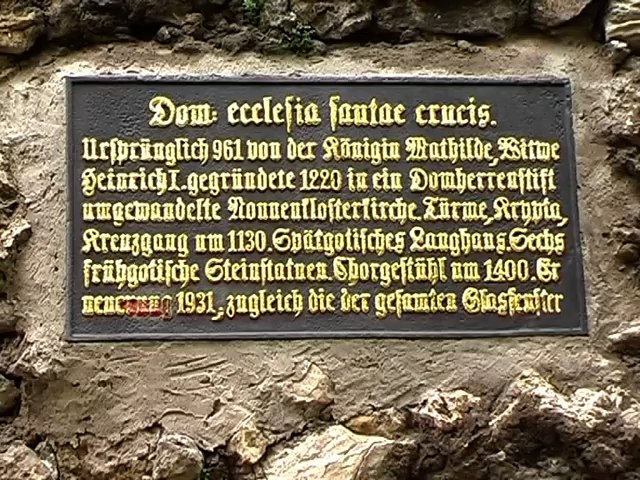 Dom: ecclesia santae crucis.
Ursprünglich 961 von der Königin Mathilde, Witwe
Heinrich I. gegründete 1220 in ein Domherrenstift
umgewandelte Nonnenklosterkirche. Türme, Krypta,
Kreuzgang um 1130. Spätgotisches Langhaus. Sechs
frühgotische Steinstatuen. Chorgestühl um 1400. Er
neuerung 1931, zugleich die der gesamten Glasfenster